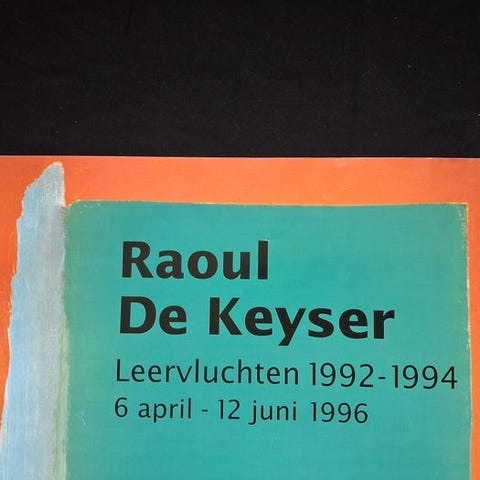 Raoul
De Keyser
Leervluchten 1992-1994
6 april - 12 juni 1996